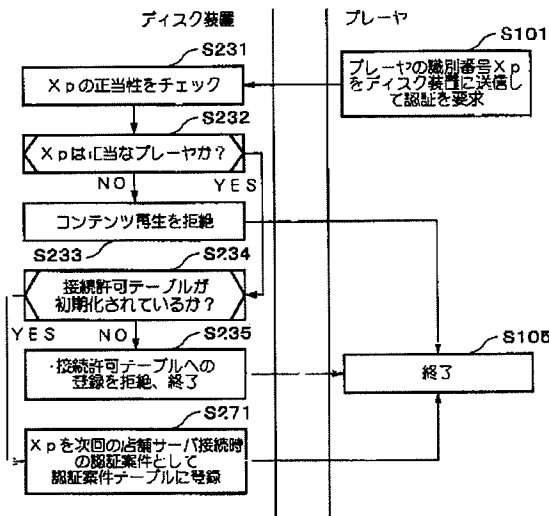 ディスク装置
プレーヤ
S101
プレーヤの識別番号Xp
をディスク装置に送信し
て認証を要求
S231
Xpの正当性をチェック
S232
Xpは正当なプレーヤか?
NO
YES
コンテンツ再生を拒絶
S233
S234
接続許可テーブルが
初期化されているか?
YES
NO
S235
接続許可テーブルへの
登録を拒絶、終了
S105
終了
S271
Xpを次回の店舗サーバ接続時
の認証案件として
認証案件テーブルに登録